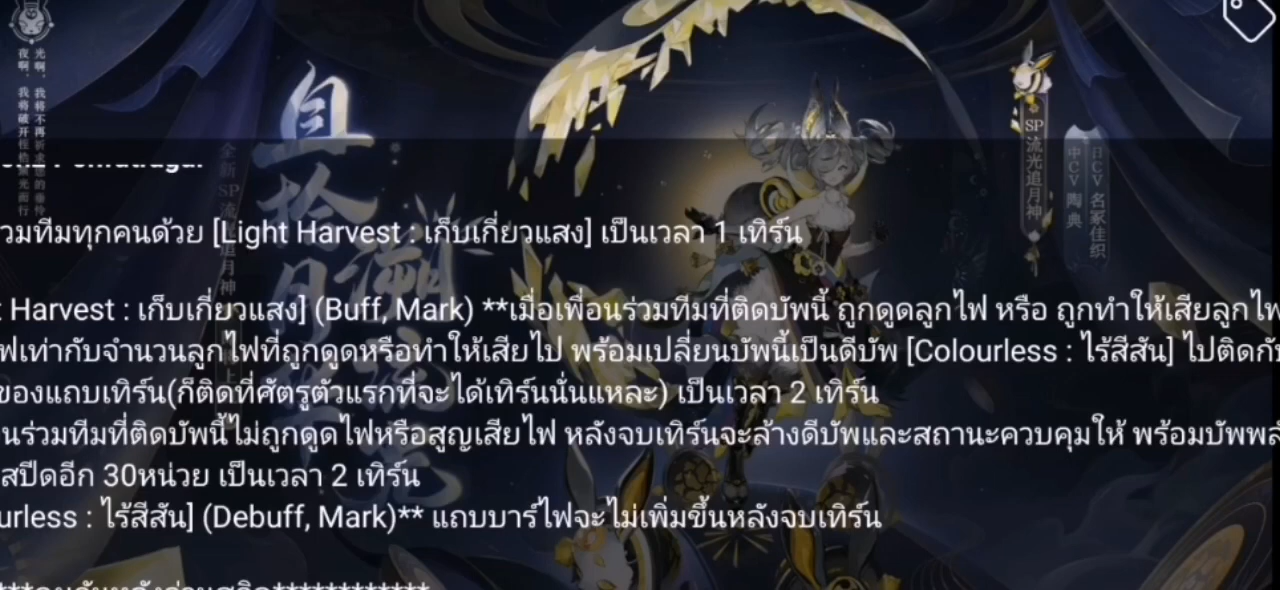 วมทีมทุกคนด้วย [Light Harvest : เก็บเกี่ยวแสง] เป็นเวลา 1 เทิร์น
Harvest : เก็บเกี่ยวแสง] (Buff, Mark) **เมื่อเพื่อนร่วมทีมที่ติดบัพนี้ ถูกดูดลูกไฟ หรือ ถูกทำให้เสียลูกไฟ
ฟเท่ากับจำนวนลูกไฟที่ถูกดูดหรือทำให้เสียไป พร้อมเปลี่ยนบัพนี้เป็นดีบัพ [Colourless : ไร้สีสัน] ไปติดกับ
ของแถบเทิร์น(ก็ติดที่ศัตรูตัวแรกที่จะได้เทิร์นนั่นแหละ) เป็นเวลา 2 เทิร์น
นร่วมทีมที่ติดบัพนี้ไม่ถูกดูดไฟหรือสูญเสียไฟ หลังจบเทิร์นจะล้างดีบัพและสถานะควบคุมให้ พร้อมบัพพลั
สปีดอีก 30หน่วย เป็นเวลา 2 เทิร์น
urless : ไร้สีสัน] (Debuff, Mark)** แถบบาร์ไฟจะไม่เพิ่มขึ้นหลังจบเทิร์น
SP流光追月神
日CV 名冢佳织
中CV 陶典
全新SP流光追月神